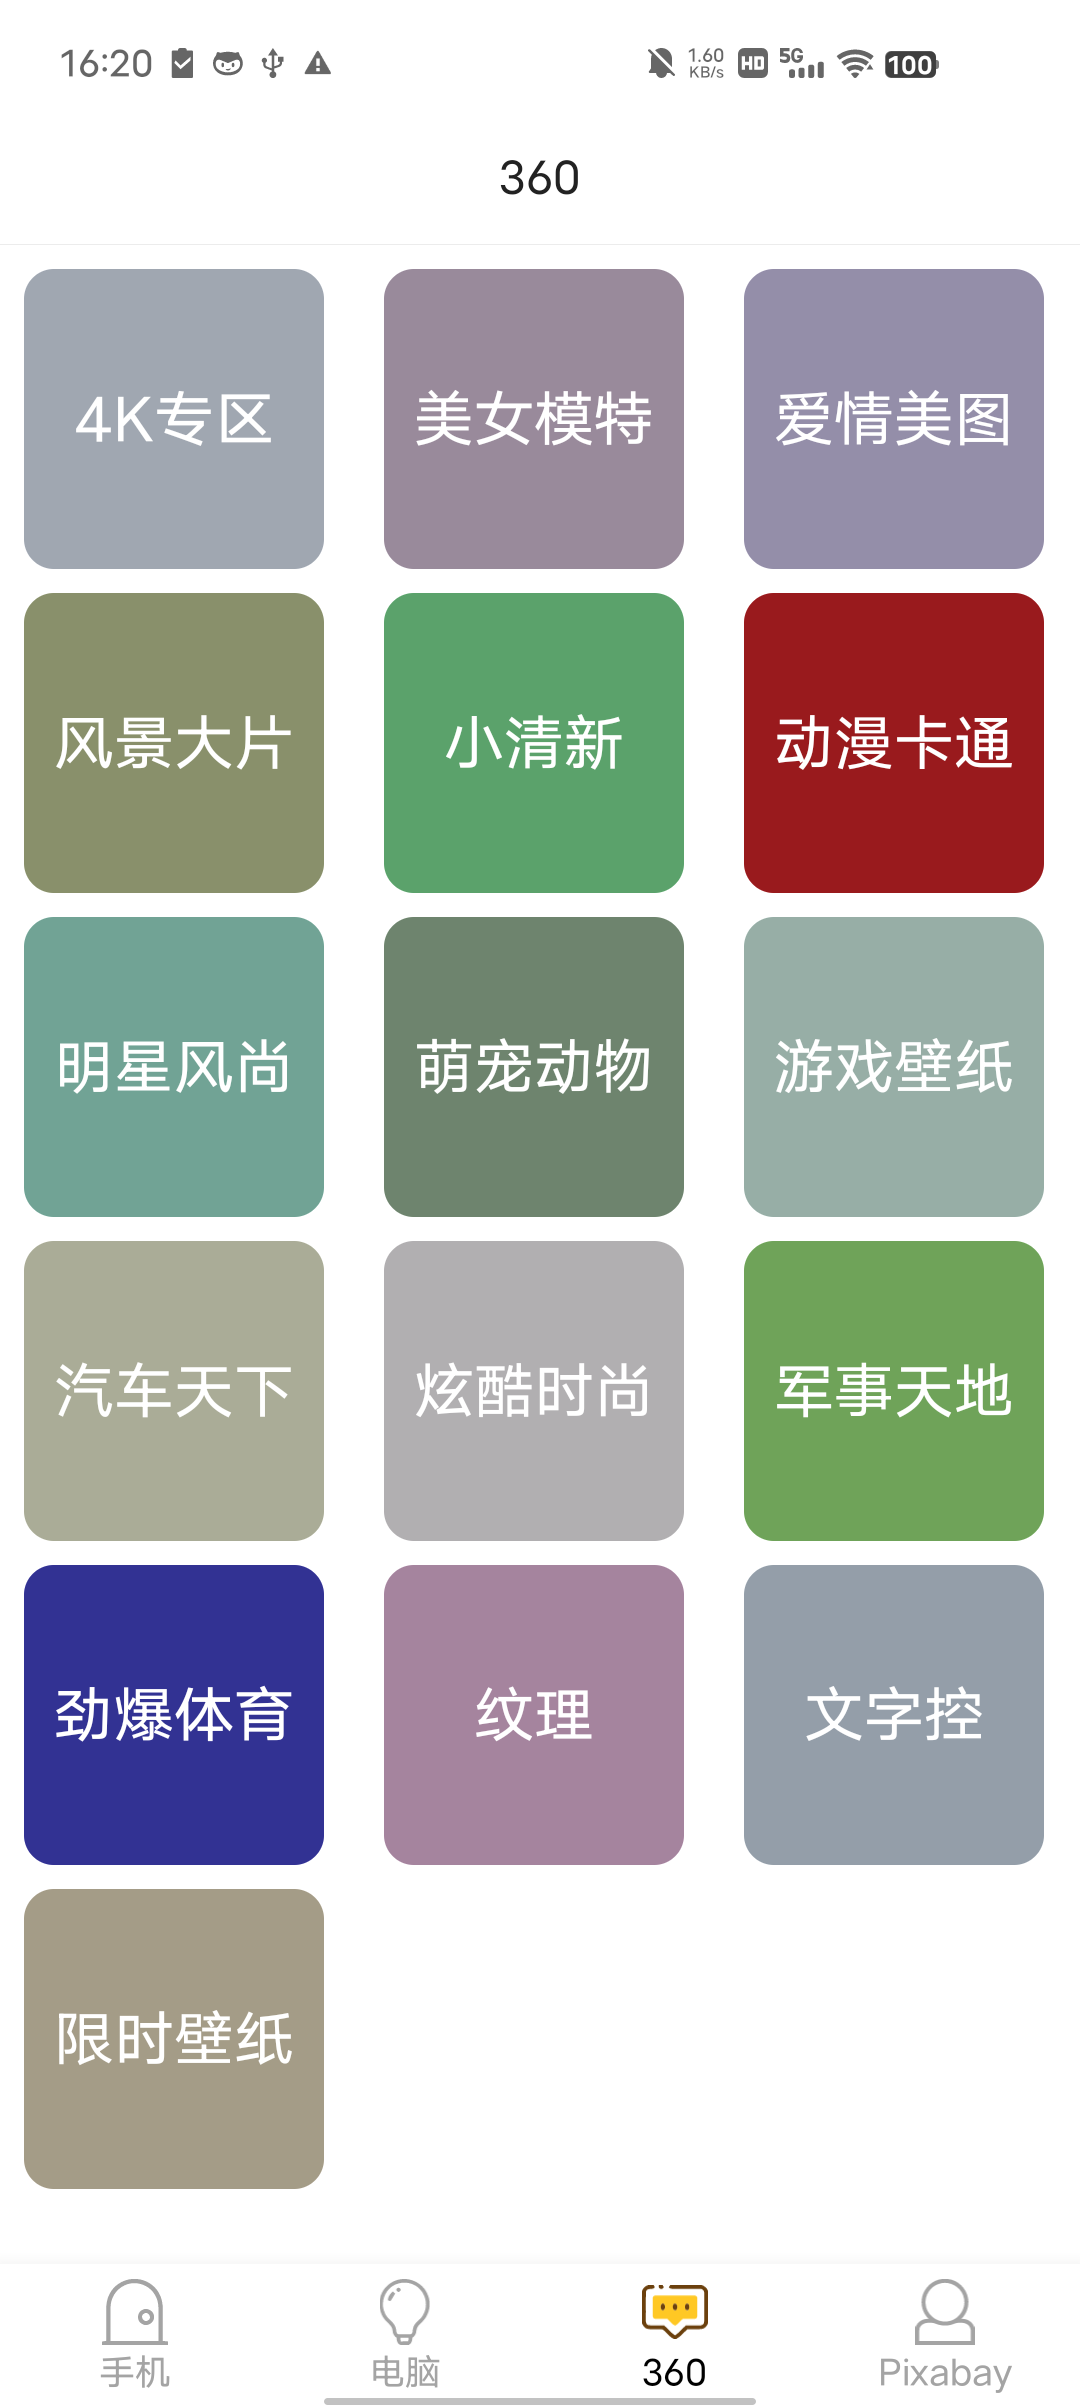 16:20
1.60
KB/s
HD
5G
100
360
4K专区
美女模特
爱情美图
风景大片
小清新
动漫卡通
明星风尚
萌宠动物
游戏壁纸
汽车天下
炫酷时尚
军事天地
劲爆体育
纹理
文字控
限时壁纸
手机
电脑
360
Pixabay